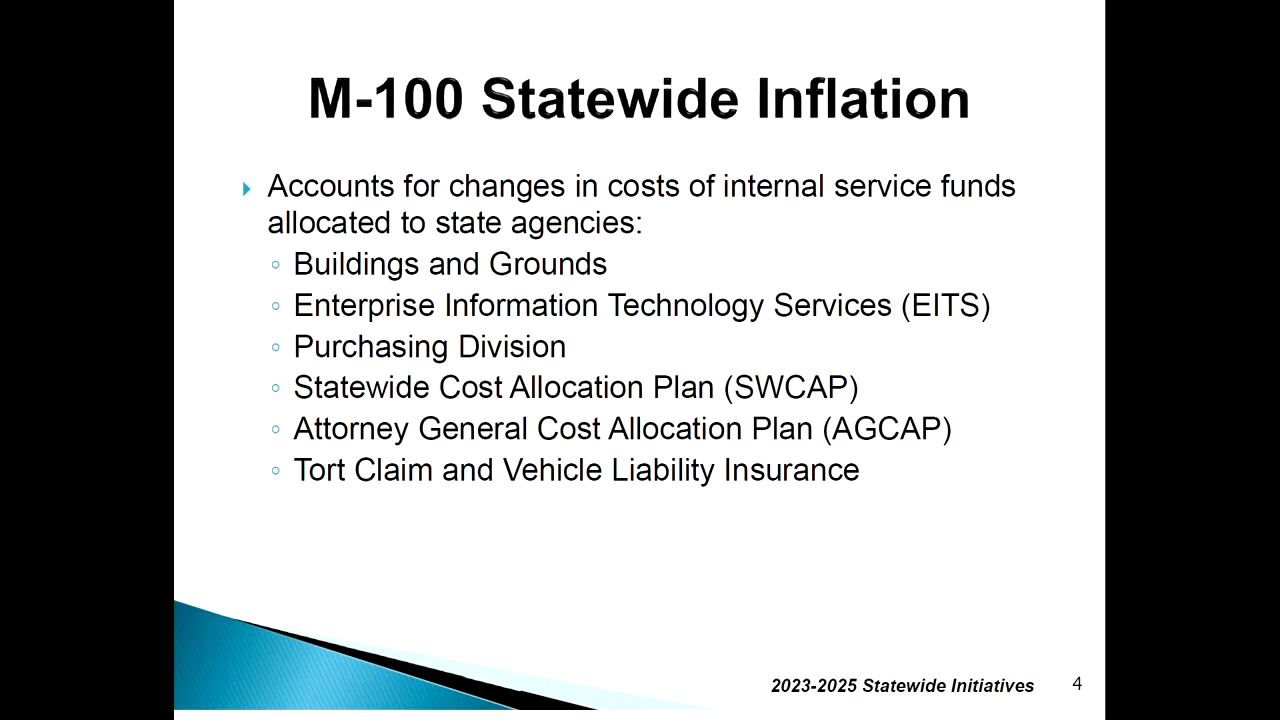 M-100 Statewide Inflation
Accounts for changes in costs of internal service funds
allocated to state agencies:
Buildings and Grounds
Enterprise Information Technology Services (EITS)
Purchasing Division
Statewide Cost Allocation Plan (SWCAP)
Attorney General Cost Allocation Plan (AGCAP)
Tort Claim and Vehicle Liability Insurance
2023-2025 Statewide Initiatives 4